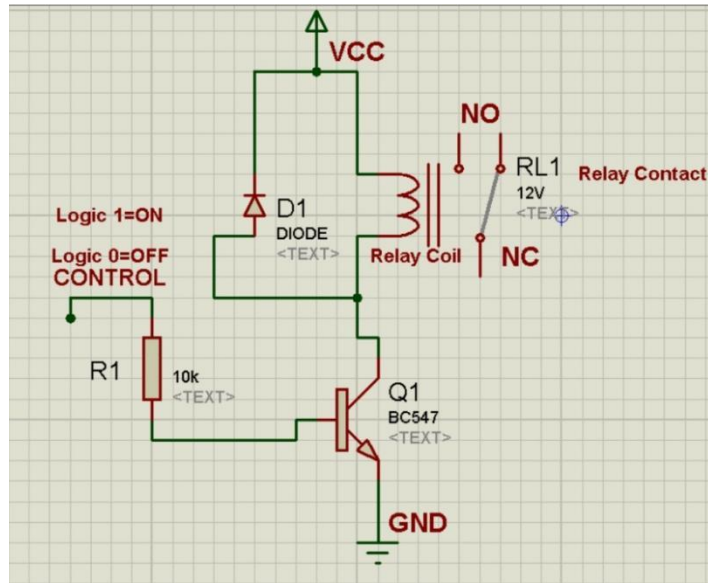 VCC
NO
RL1
Relay Contact
12V
<TEXT>
D1
DIODE
<TEXT>
Relay Coil
NC
Logic 1=ON
Logic 0=OFF
CONTROL
R1
10k
<TEXT>
Q1
BC547
<TEXT>
GND